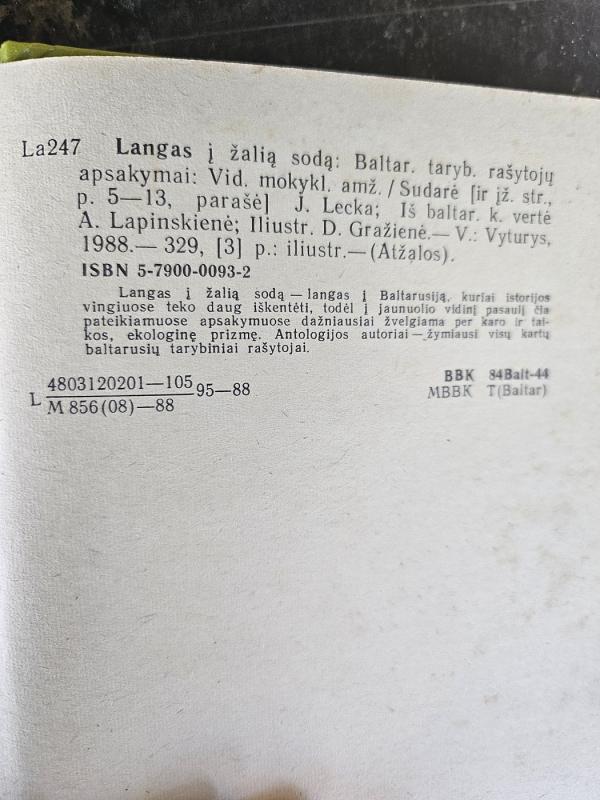 La247 Langas į žalią sodą: Baltar. taryb. rašytojų
apsakymai: Vid. mokykl. amž. / Sudarė [ir įž. str.,
p. 5—13, parašė] J. Lecka; Iš baltar. k. vertė
A. Lapinskienė; Iliustr. D. Gražienė.— V.: Vyturys,
1988.— 329, [3] p.: iliustr.— (Atžalos).
ISBN 5-7900-0093-2
Langas į žalią sodą — langas į Baltarusiją, kuriai istorijos
vingiuose teko daug iškentėti, todėl į jaunuolio vidinį pasaulį čia
pateikiamuose apsakymuose dažniausiai žvelgiama per karo ir tai-
kos, ekologinę prizmę. Antologijos autoriai — žymiausi visų kartų
baltarusių tarybiniai rašytojai.
L 4803120201—105 95—88
M 856(08)—88
BBK 84Balt-44
MBBK T(Baltar)